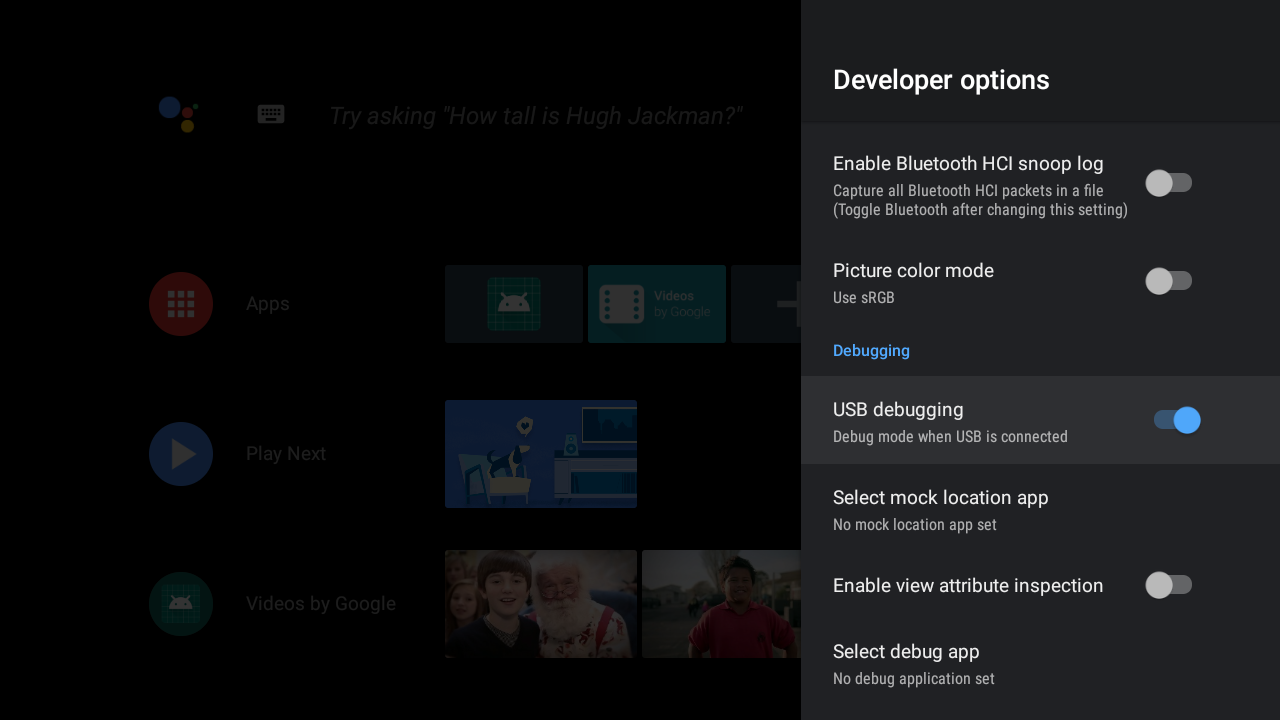 Developer options
Try asking "How tall is Hugh Jackman?"
Enable Bluetooth HCI snoop log
Capture all Bluetooth HCI packets in a file
(Toggle Bluetooth after changing this setting)
Picture color mode
Use sRGB
Apps
Videos
by Google
Debugging
USB debugging
Debug mode when USB is connected
Play Next
Select mock location app
No mock location app set
Enable view attribute inspection
Videos by Google
Select debug app
No debug application set